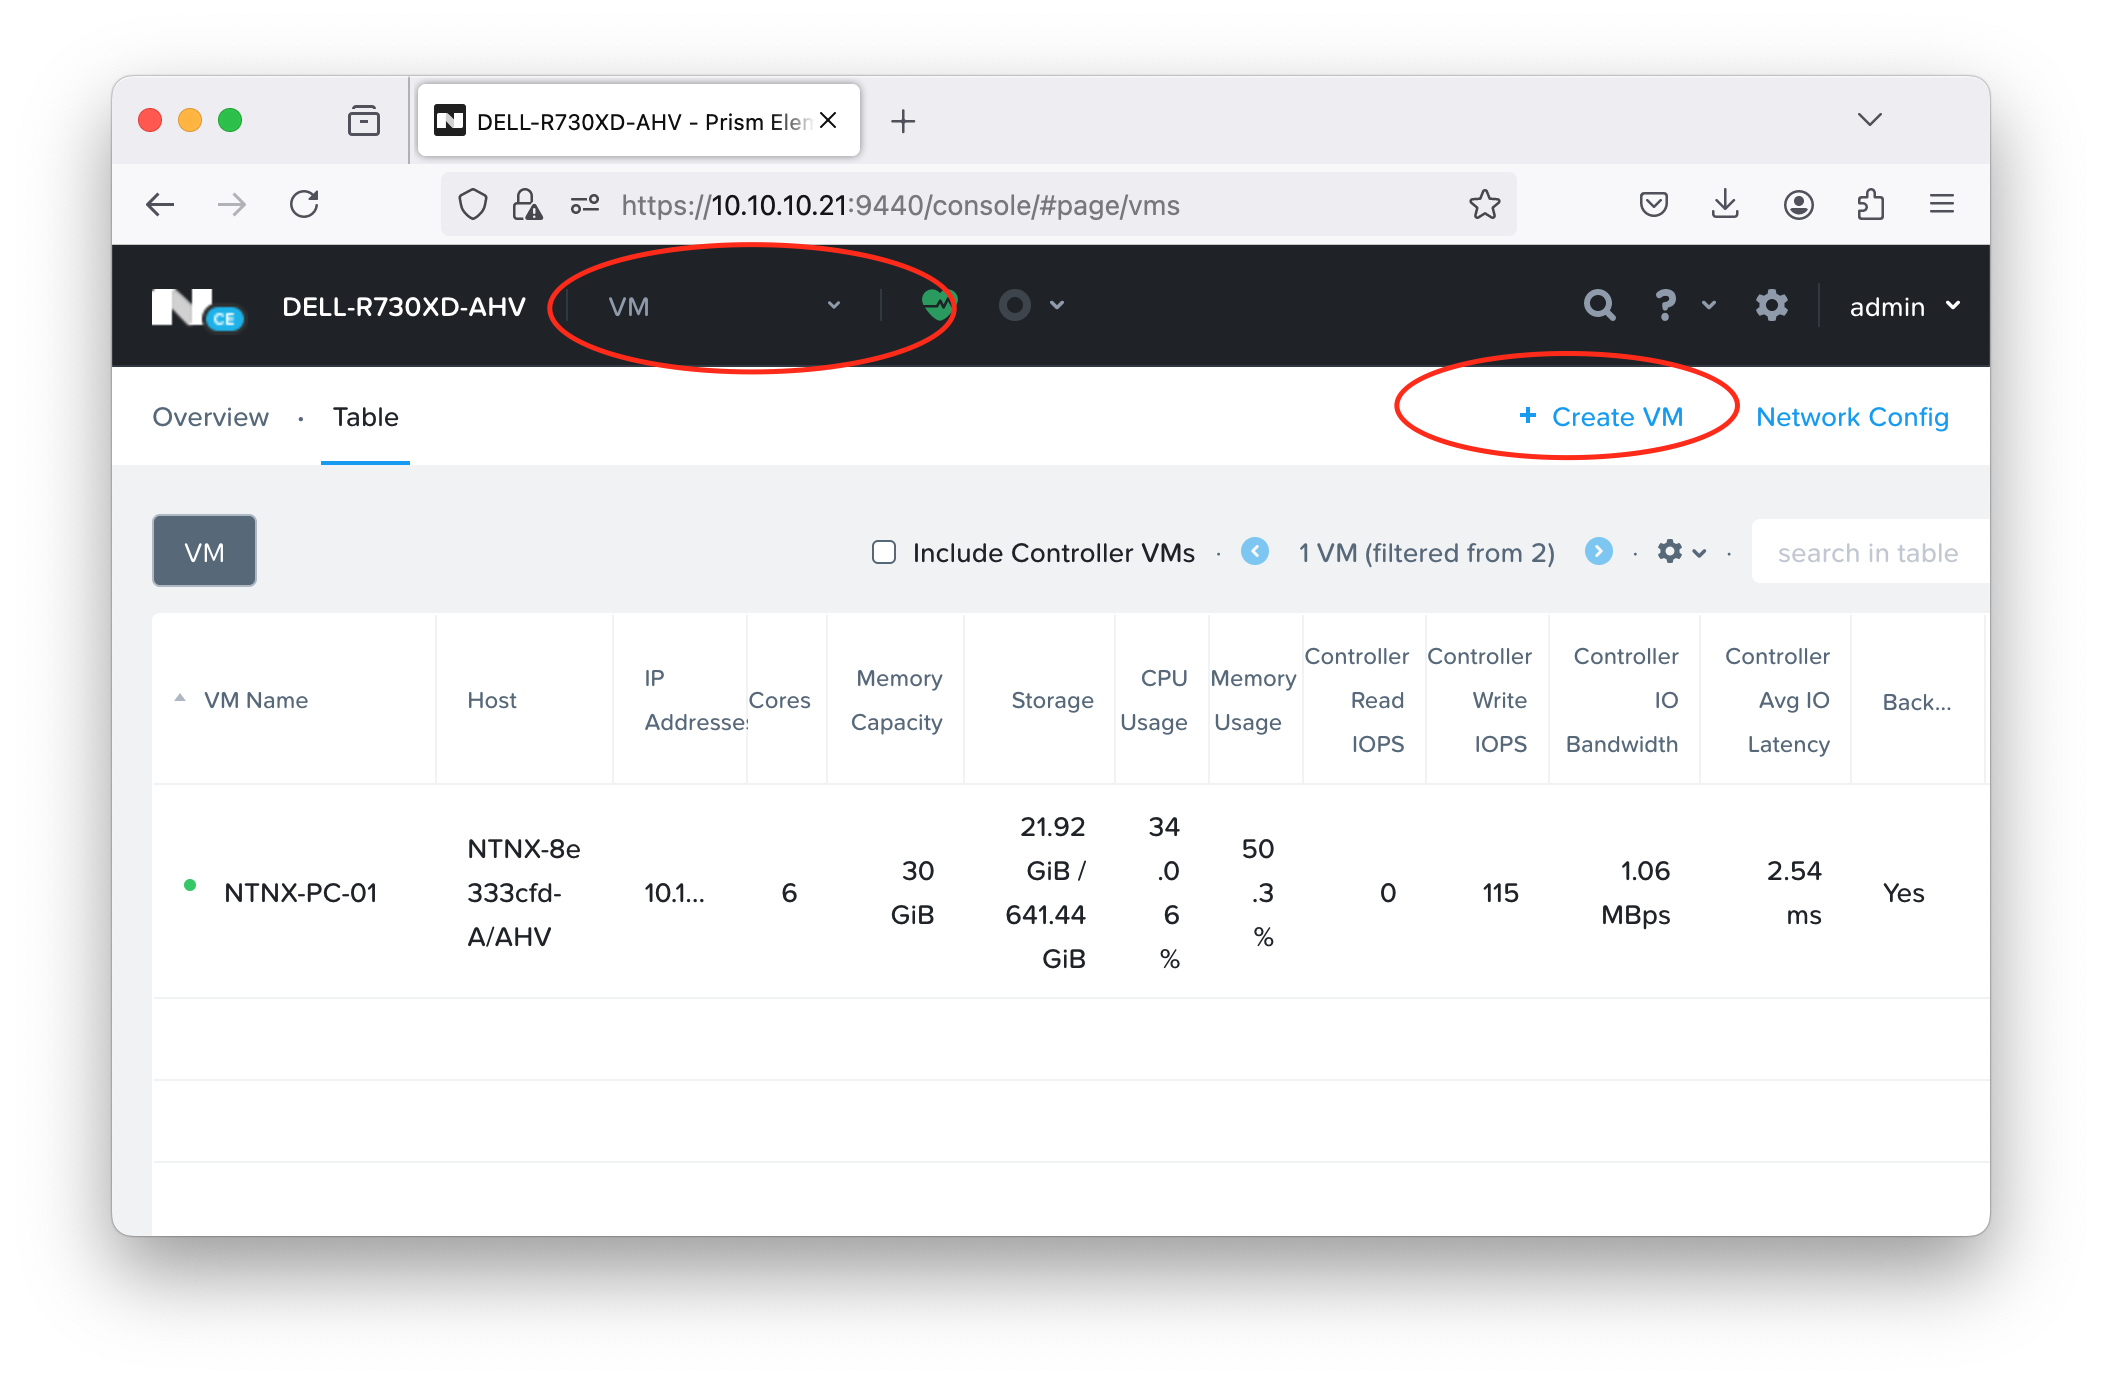 DELL-R730XD-AHV - Prism Elen
https://10.10.10.21:9440/console/#page/vms
CE
DELL-R730XD-AHV
VM
?
admin
Overview · Table
+ Create VM
Network Config
VM
Include Controller VMs · 1 VM (filtered from 2) · · search in table
VM Name
Host
IP
Addresses
Cores
Memory
Capacity
Storage
CPU
Usage
Memory
Usage
Controller
Read
IOPS
Controller
Write
IOPS
Controller
IO
Bandwidth
Controller
Avg IO
Latency
Back...
NTNX-PC-01
NTNX-8e
333cfd-
A/AHV
10.1...
6
30
GiB
21.92
GiB /
641.44
GiB
34
.0
6
%
50
.3
%
0
115
1.06
MBps
2.54
ms
Yes